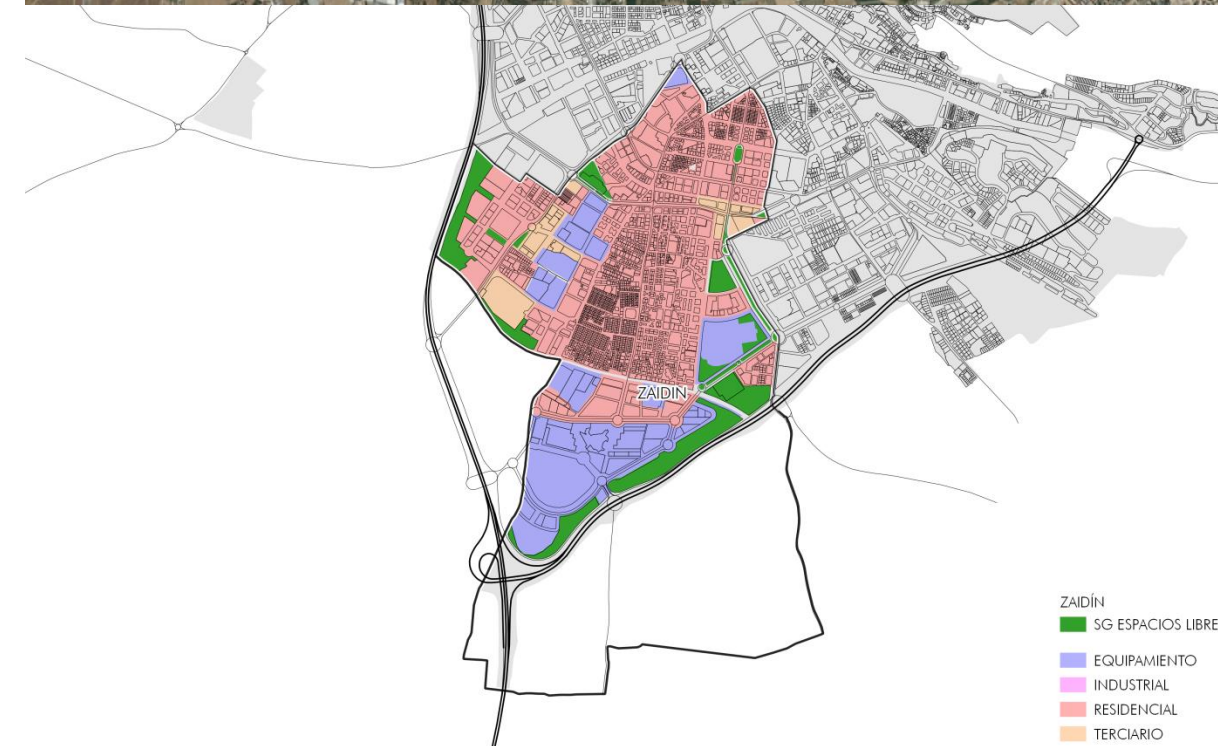 ZAIDIN
ZAIDÍN
SG ESPACIOS LIBRE
EQUIPAMIENTO
INDUSTRIAL
RESIDENCIAL
TERCIARIO